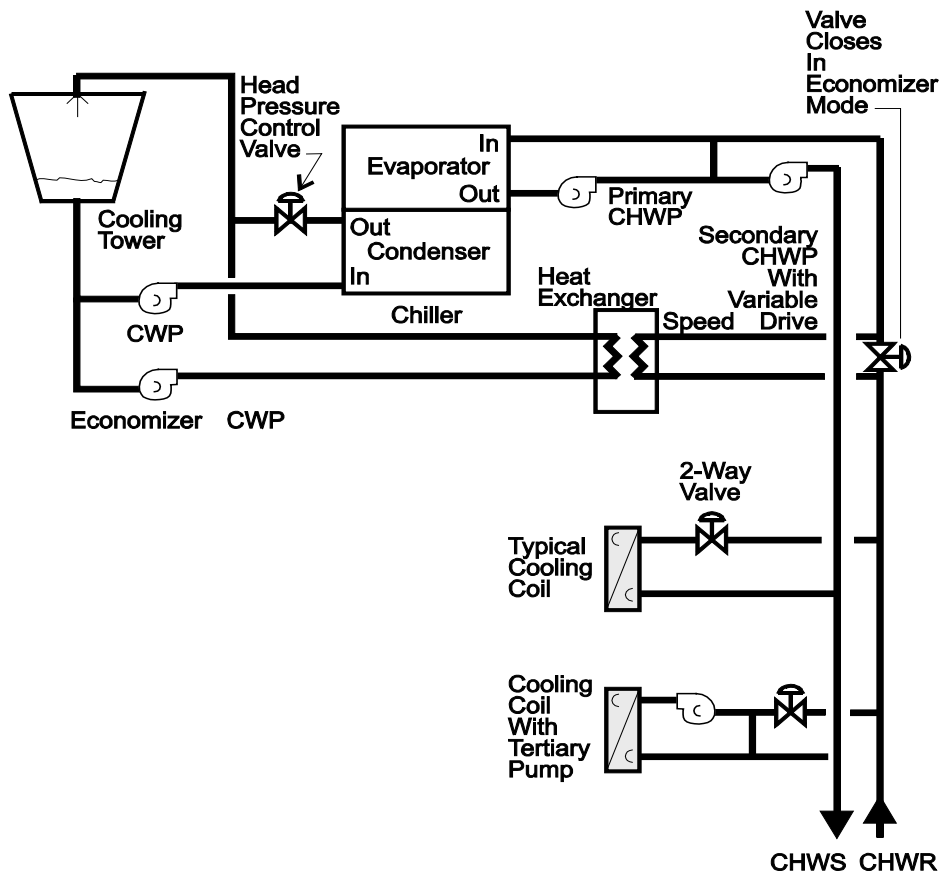 Valve
Closes
In
Economizer
Mode
Head
Pressure
Control
Valve
In
Evaporator
Out
Primary
CHWP
Cooling
Tower
Out
Condenser
In
Secondary
CHWP
With
Variable
Speed Drive
Heat
Exchanger
Chiller
CWP
Economizer CWP
2-Way
Valve
Typical
Cooling
Coil
Cooling
Coil
With
Tertiary
Pump
CHWS CHWR